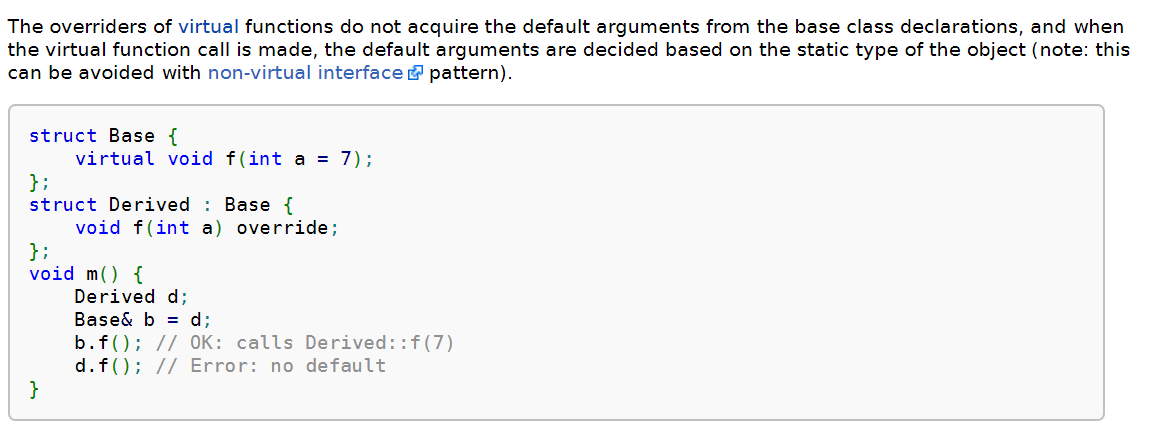 The overriders of virtual functions do not acquire the default arguments from the base class declarations, and when
the virtual function call is made, the default arguments are decided based on the static type of the object (note: this
can be avoided with non-virtual interface pattern).
struct Base {
    virtual void f(int a = 7);
};
struct Derived : Base {
    void f(int a) override;
};
void m() {
    Derived d;
    Base& b = d;
    b.f(); // OK: calls Derived::f(7)
    d.f(); // Error: no default
}